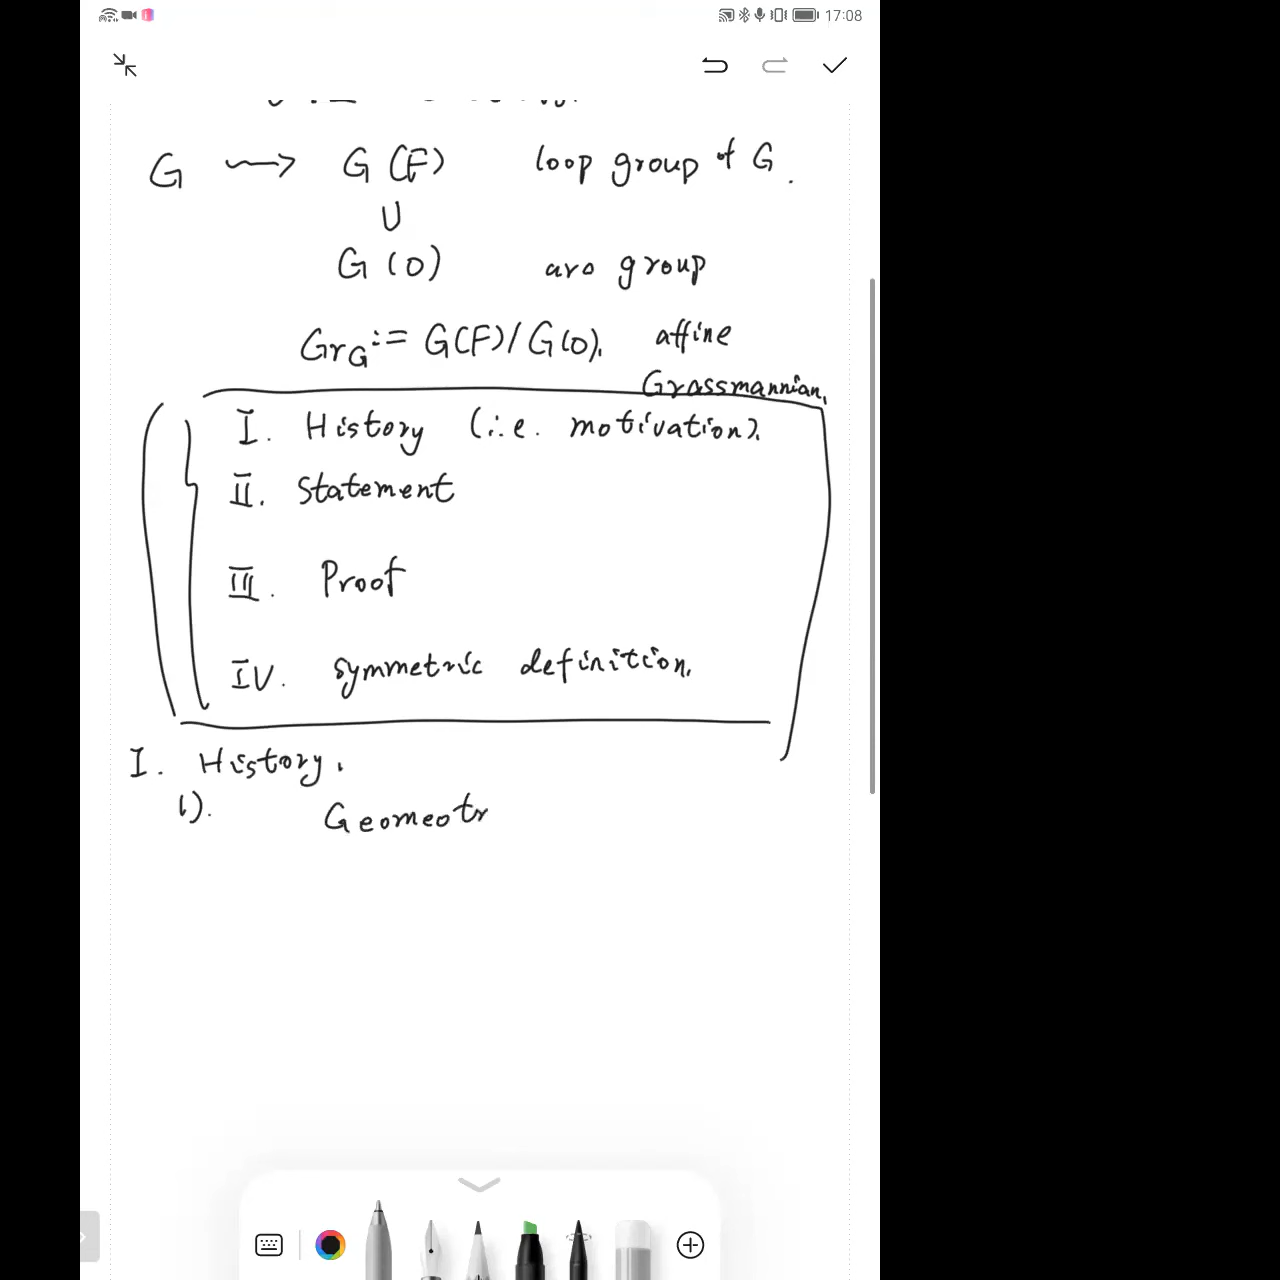 17:08
G ⇝ G(F) loop group of G.
∪
G(O) arc group
Gr_G := G(F)/G(O). affine
Grassmannian.
I. History (i.e. motivation).
II. Statement
III. Proof
IV. symmetric definition.
I. History.
1). Geomeotr